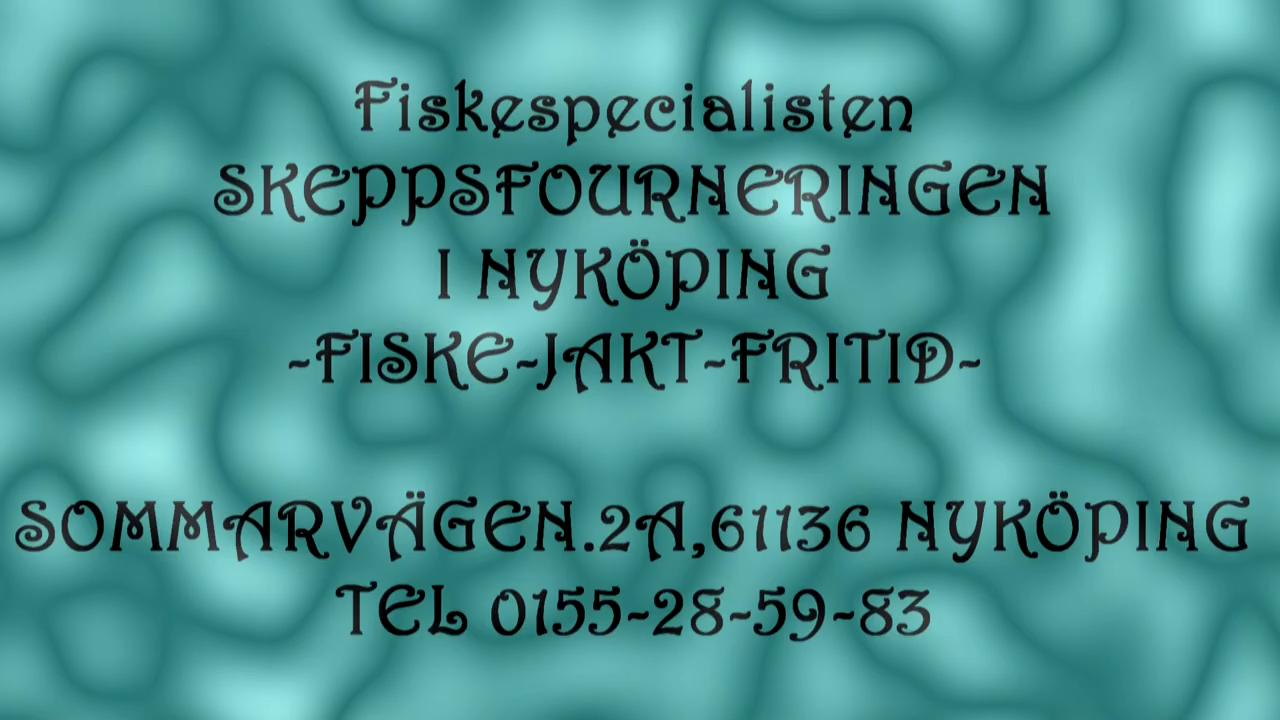 Fiskespecialisten
SKEPPSFOURNERINGEN
I NYKÖPING
-FISKE-JAKT-FRITID-
SOMMARVÄGEN.2A,61136 NYKÖPING
TEL 0155-28-59-83